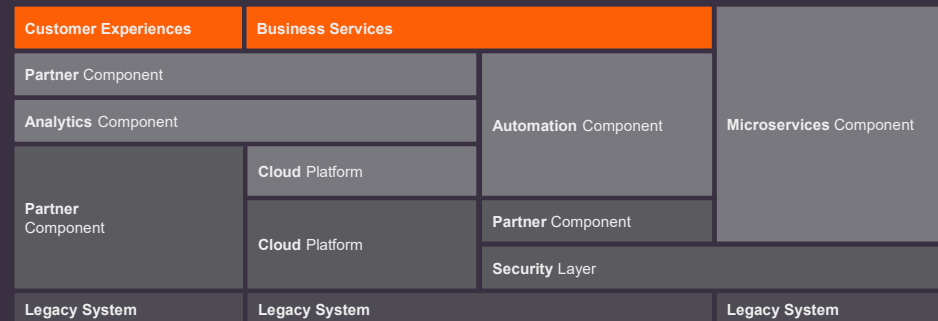 Customer Experiences
Business Services
Partner Component
Analytics Component
Automation Component
Microservices Component
Cloud Platform
Partner
Component
Partner Component
Cloud Platform
Security Layer
Legacy System
Legacy System
Legacy System